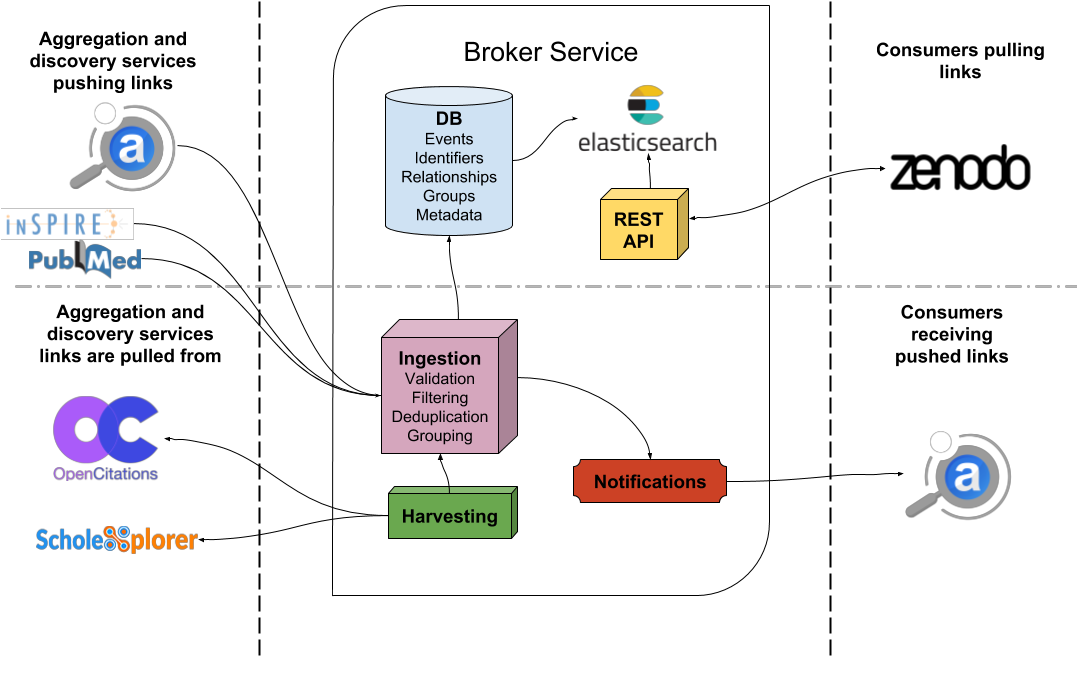 Aggregation and
discovery services
pushing links
a
inSPIRE
PubMed
Aggregation and
discovery services
links are pulled from
OC
OpenCitations
ScholeXplorer
Broker Service
DB
Events
Identifiers
Relationships
Groups
Metadata
elasticsearch
REST
API
Ingestion
Validation
Filtering
Deduplication
Grouping
Harvesting
Notifications
Consumers pulling
links
zenodo
Consumers
receiving
pushed links
a